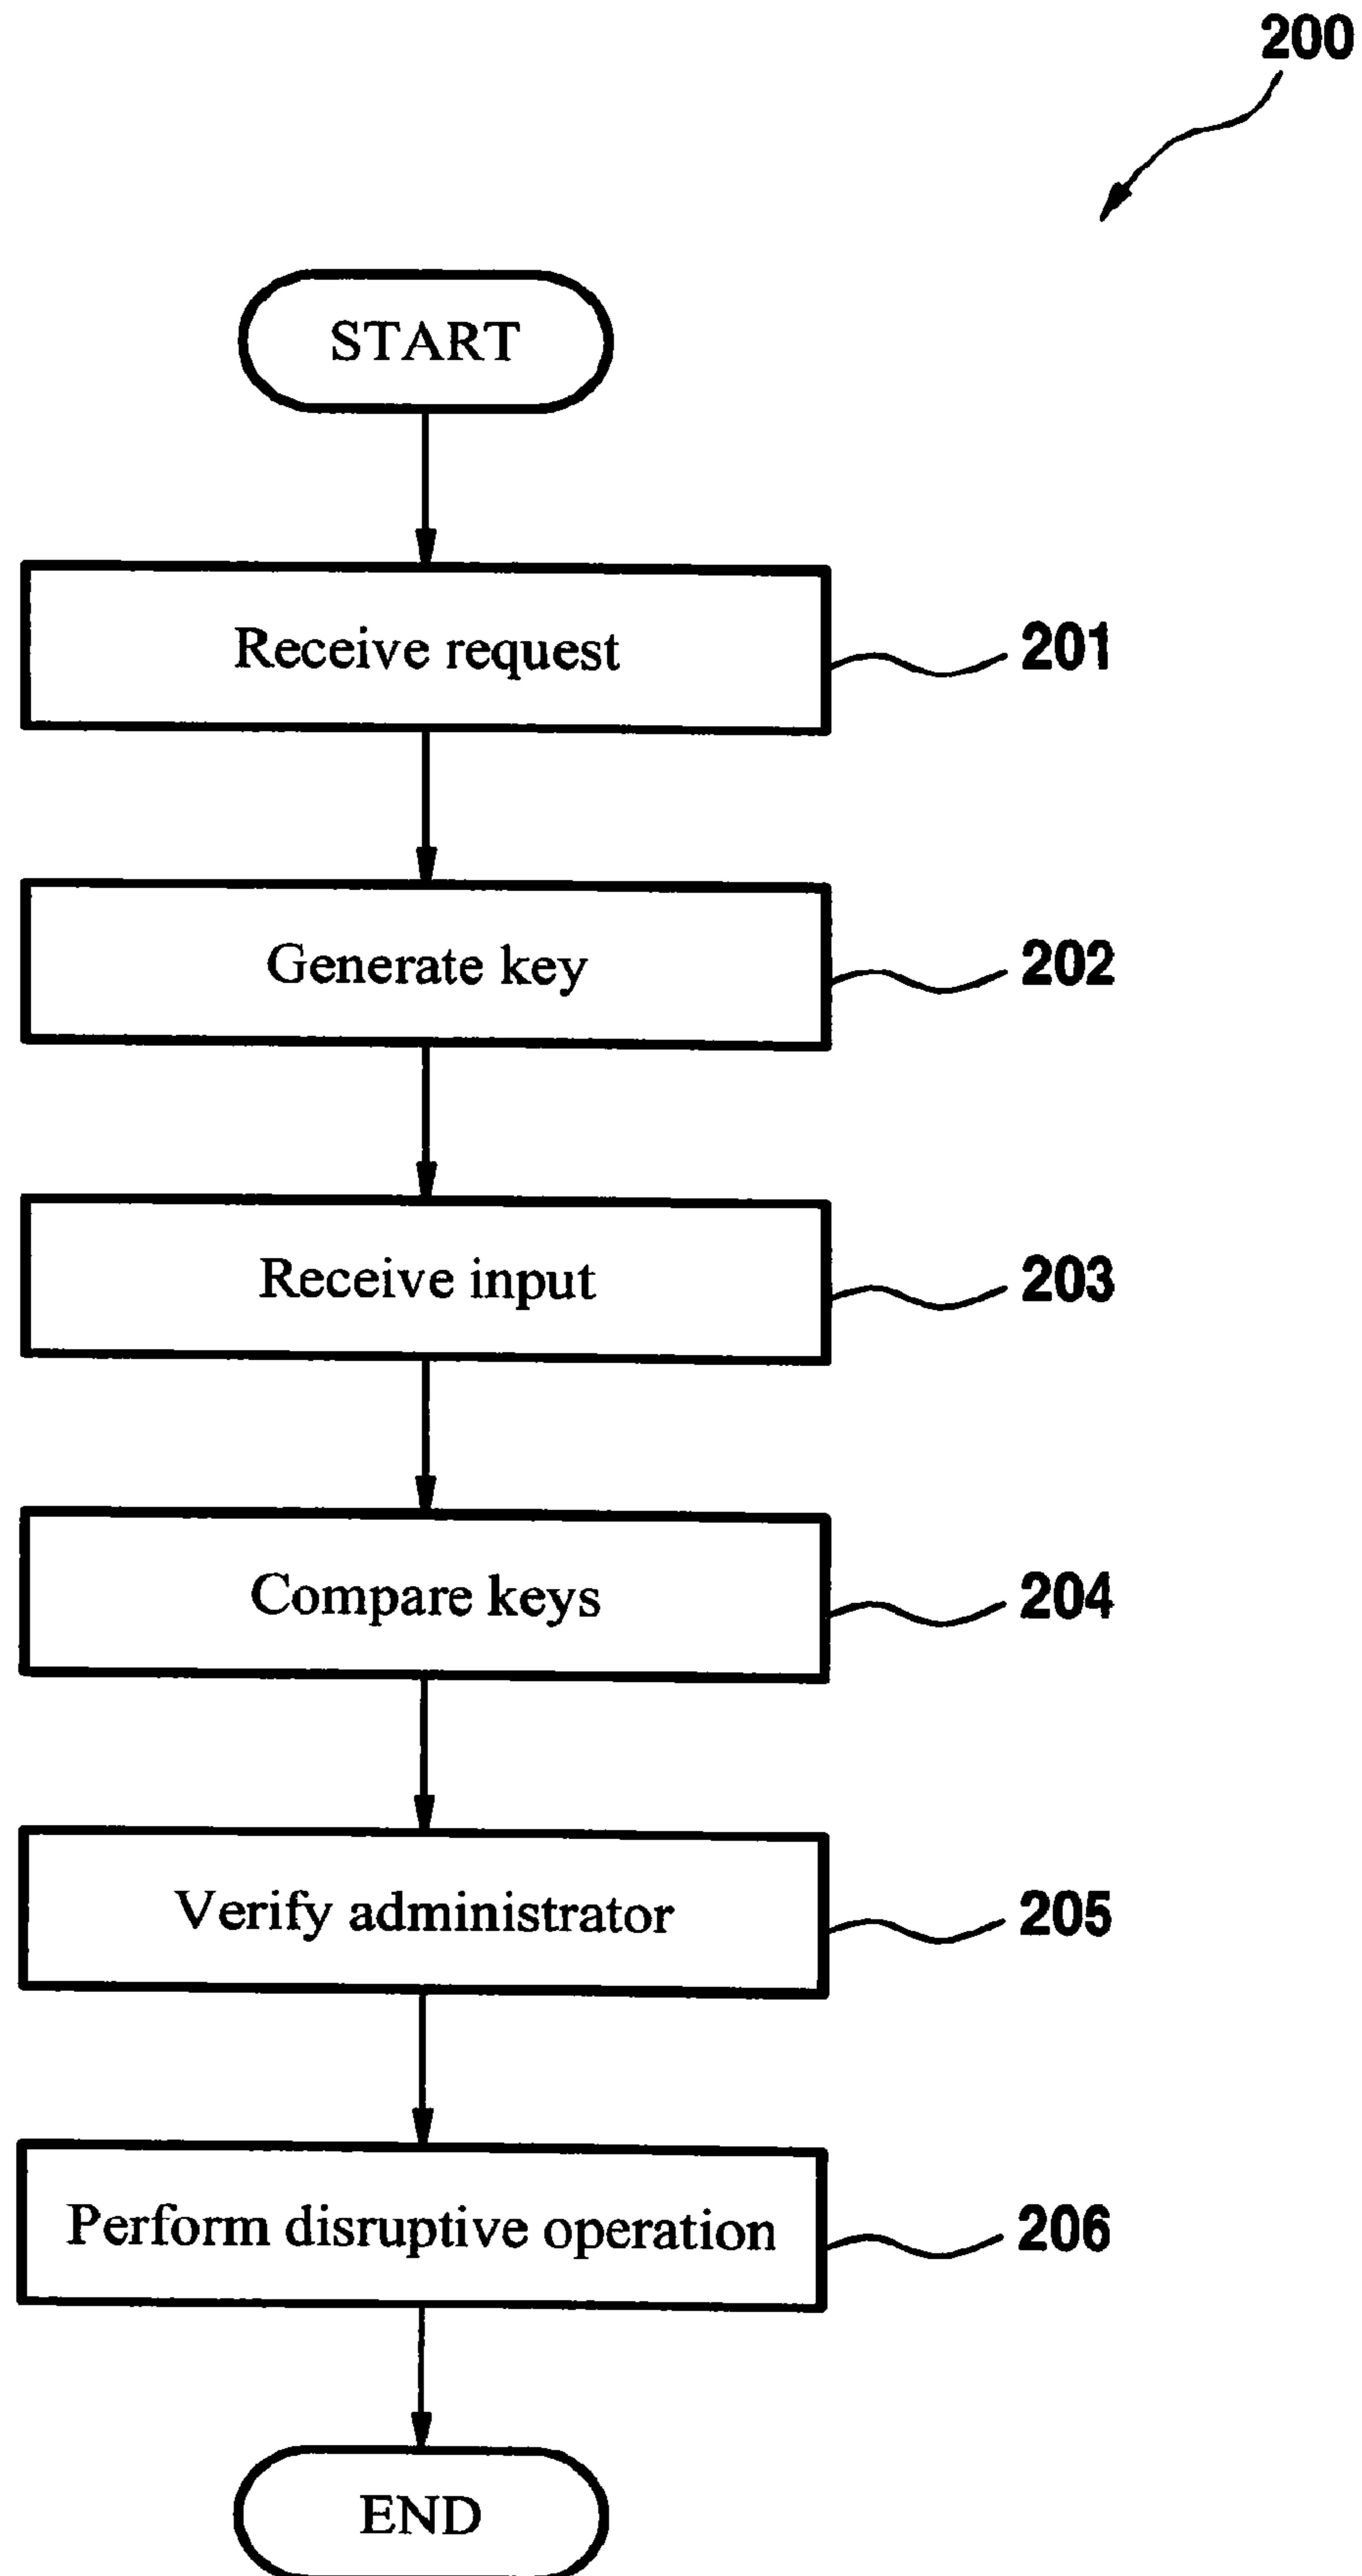 200
START
Receive request
201
Generate key
202
Receive input
203
Compare keys
204
Verify administrator
205
Perform disruptive operation
206
END